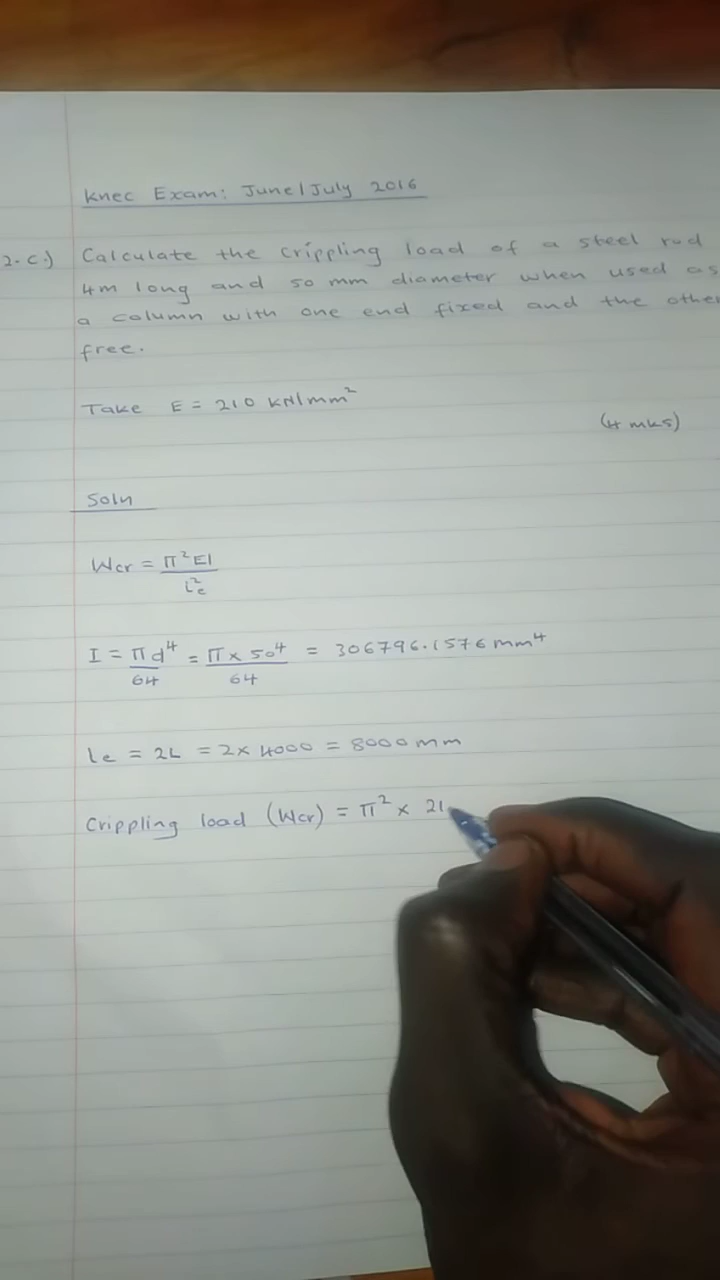 Knec Exam: June/July 2016
2.c.) Calculate the crippling load of a steel rod
4m long and 50 mm diameter when used as
a column with one end fixed and the other
free.
Take E = 210 kN/mm²
(4 mks)
Soln
Wcr = π²EI
le²
I = πd⁴ = π x 50⁴ = 306796.1576 mm⁴
64 64
le = 2L = 2 x 4000 = 8000 mm
Crippling load (Wcr) = π² x 21